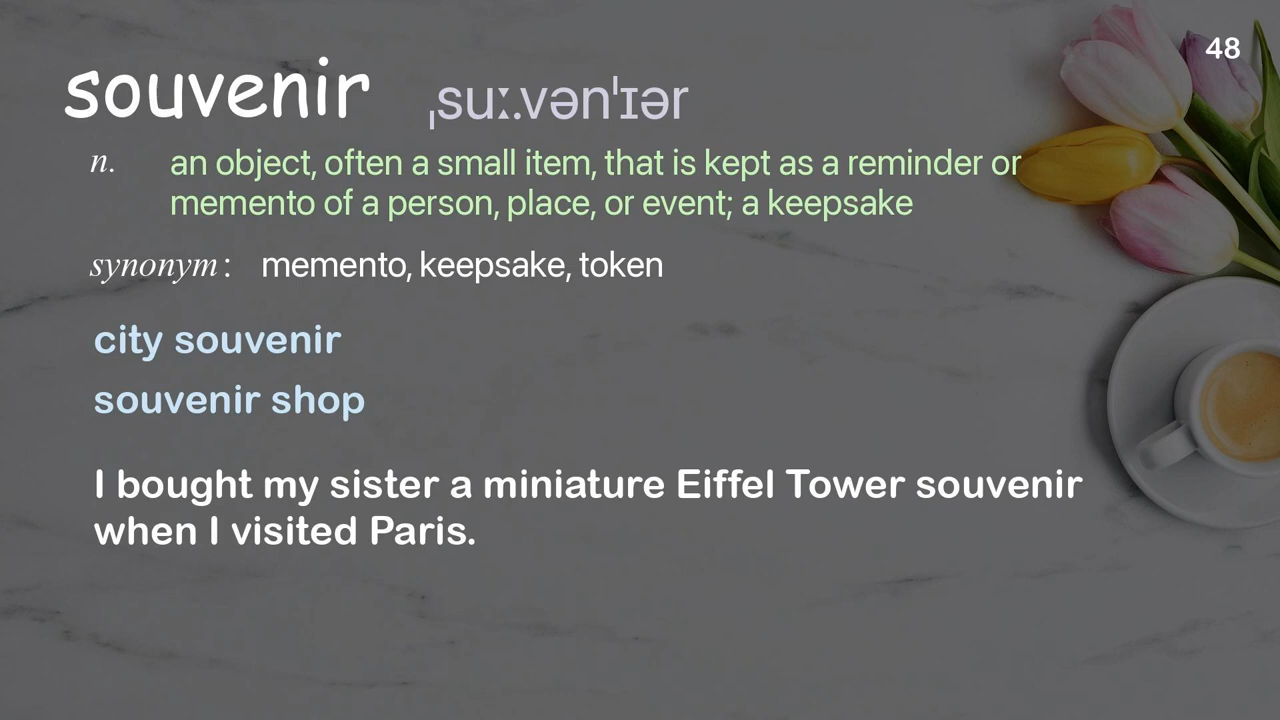 48
souvenir ˌsuː.vənˈɪər
n. an object, often a small item, that is kept as a reminder or
memento of a person, place, or event; a keepsake
synonym: memento, keepsake, token
city souvenir
souvenir shop
I bought my sister a miniature Eiffel Tower souvenir
when I visited Paris.